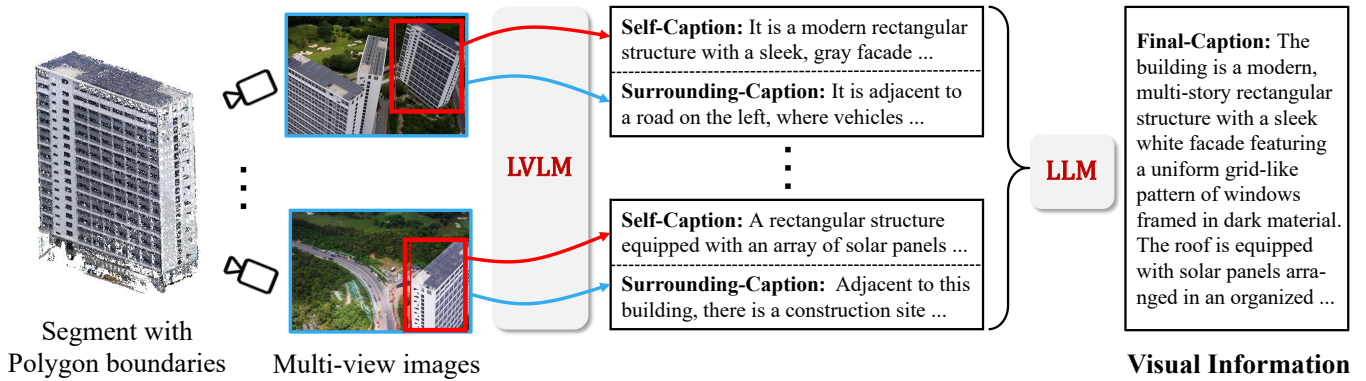 Segment with
Polygon boundaries
Multi-view images
LVLM
Self-Caption: It is a modern rectangular
structure with a sleek, gray facade ...
Surrounding-Caption: It is adjacent to
a road on the left, where vehicles ...
Self-Caption: A rectangular structure
equipped with an array of solar panels ...
Surrounding-Caption: Adjacent to this
building, there is a construction site ...
LLM
Final-Caption: The
building is a modern,
multi-story rectangular
structure with a sleek
white facade featuring
a uniform grid-like
pattern of windows
framed in dark material.
The roof is equipped
with solar panels arra-
nged in an organized ...
Visual Information